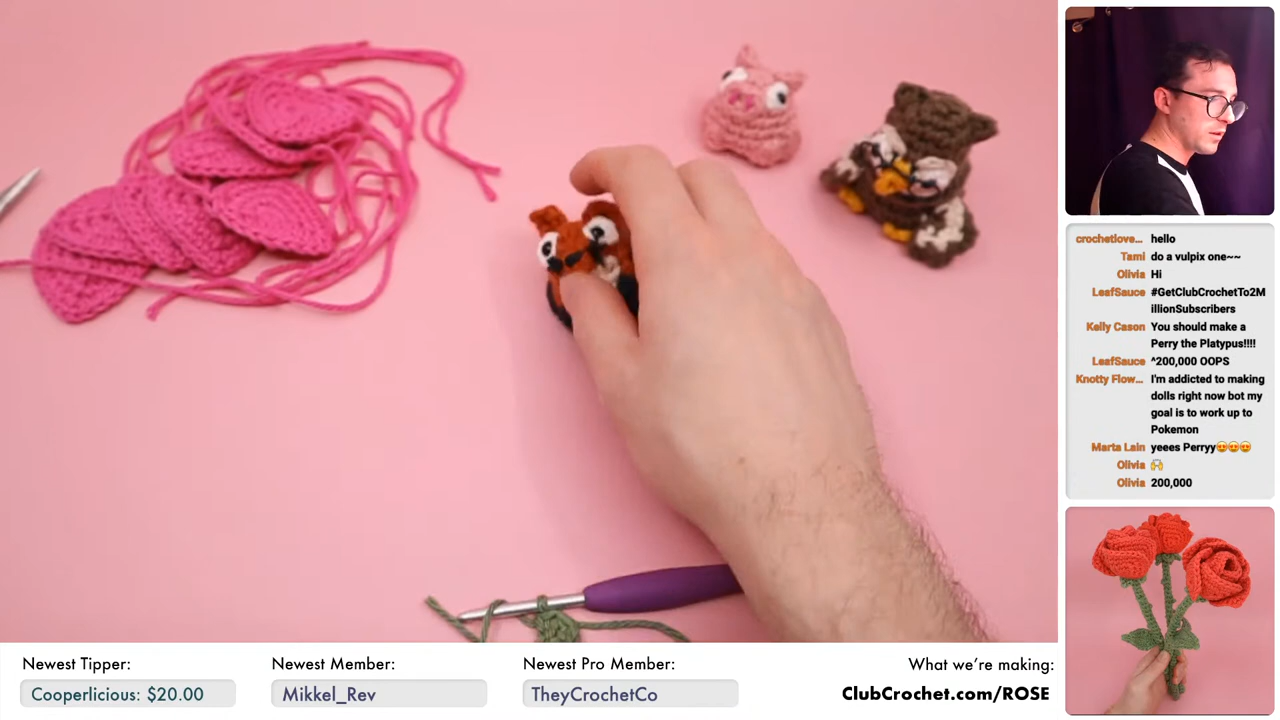 crochetlove... hello
Tami do a vulpix one~~
Olivia Hi
LeafSauce #GetClubCrochetTo2M
illionSubscribers
Kelly Cason You should make a
Perry the Platypus!!!!
LeafSauce ^200,000 OOPS
Knotty Flow... I'm addicted to making
dolls right now bot my
goal is to work up to
Pokemon
Marta Lain yeees Perryy😍😍😍
Olivia 🙌
Olivia 200,000
Newest Tipper:
Cooperlicious: $20.00
Newest Member:
Mikkel_Rev
Newest Pro Member:
TheyCrochetCo
What we're making:
ClubCrochet.com/ROSE